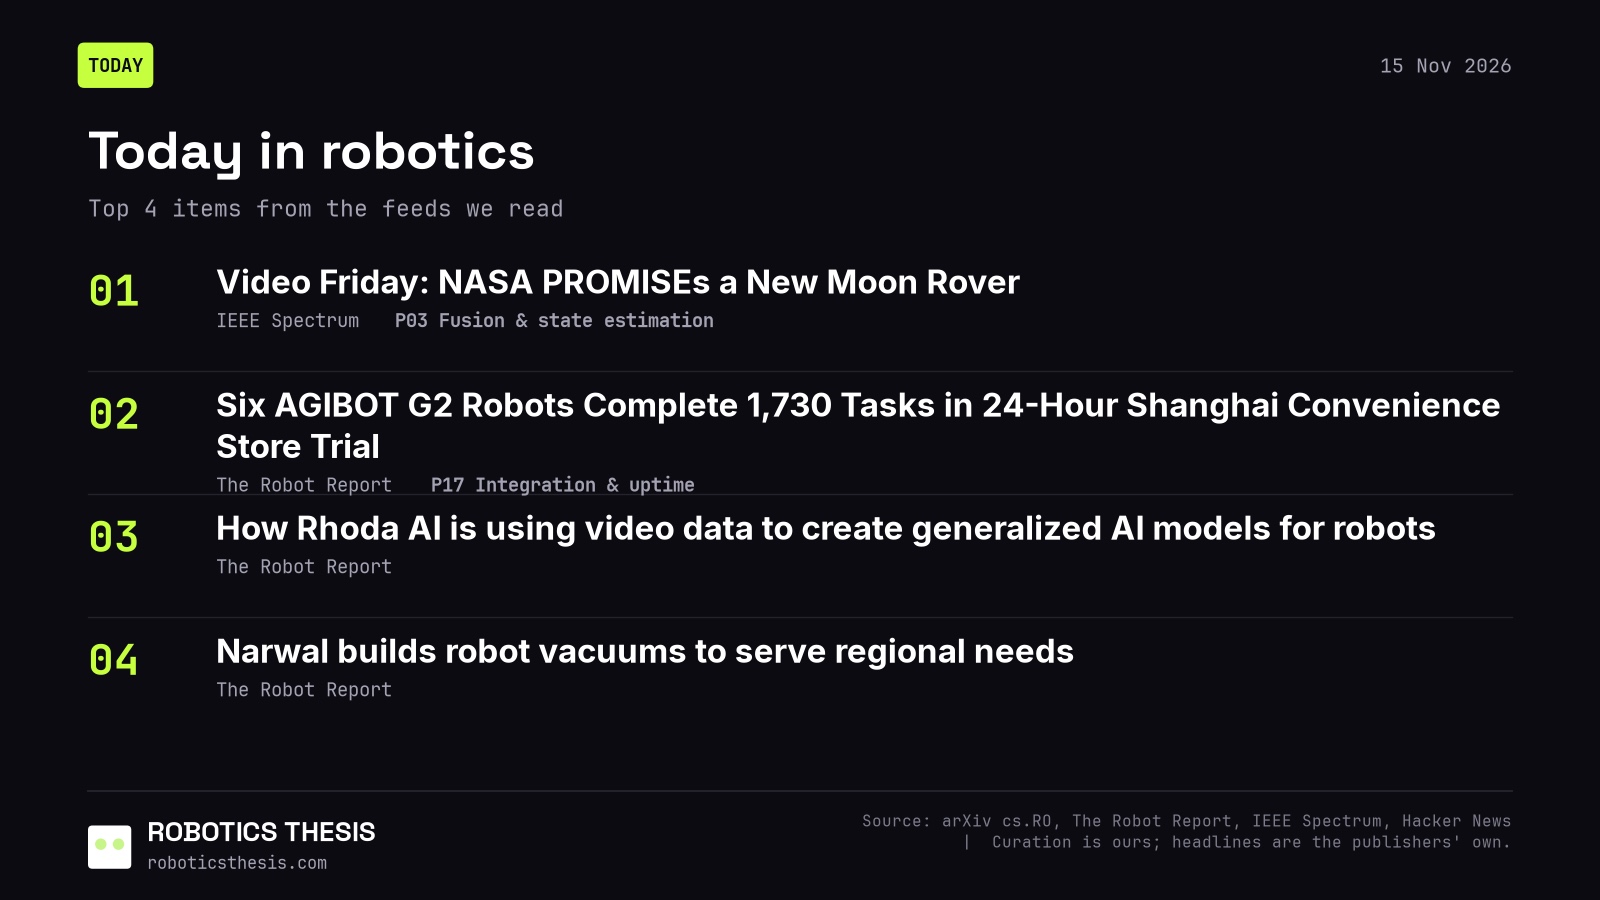 TODAY
15 Nov 2026
Today in robotics
Top 4 items from the feeds we read
01
Video Friday: NASA PROMISEs a New Moon Rover
IEEE Spectrum P03 Fusion & state estimation
02
Six AGIBOT G2 Robots Complete 1,730 Tasks in 24-Hour Shanghai Convenience
Store Trial
The Robot Report P17 Integration & uptime
03
How Rhoda AI is using video data to create generalized AI models for robots
The Robot Report
04
Narwal builds robot vacuums to serve regional needs
The Robot Report
ROBOTICS THESIS
roboticsthesis.com
Source: arXiv cs.RO, The Robot Report, IEEE Spectrum, Hacker News
| Curation is ours; headlines are the publishers' own.